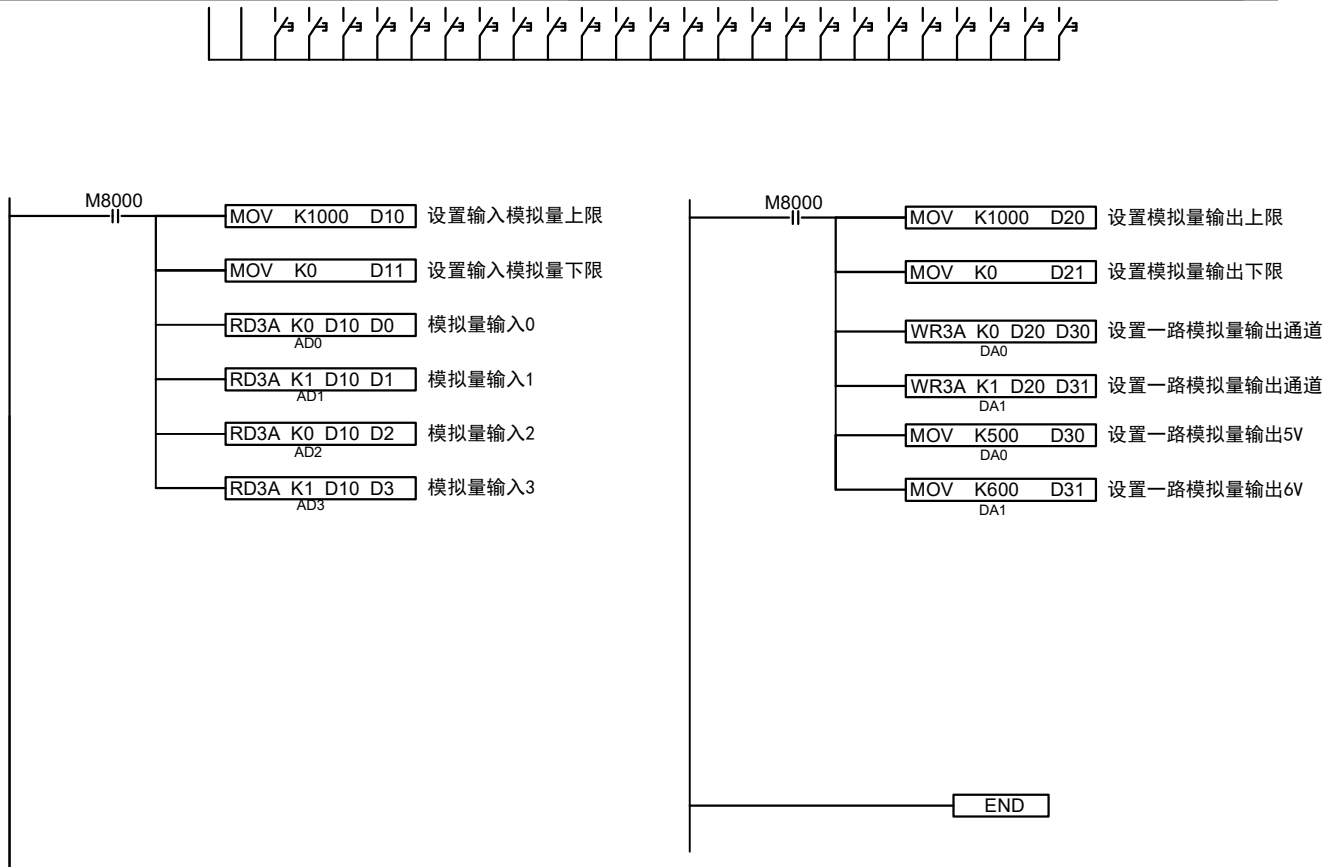 M8000
MOV K1000 D10 设置输入模拟量上限
MOV K0 D11 设置输入模拟量下限
RD3A K0 D10 D0 模拟量输入0
AD0
RD3A K1 D10 D1 模拟量输入1
AD1
RD3A K0 D10 D2 模拟量输入2
AD2
RD3A K1 D10 D3 模拟量输入3
AD3
M8000
MOV K1000 D20 设置模拟量输出上限
MOV K0 D21 设置模拟量输出下限
WR3A K0 D20 D30 设置一路模拟量输出通道
DA0
WR3A K1 D20 D31 设置一路模拟量输出通道
DA1
MOV K500 D30 设置一路模拟量输出5V
DA0
MOV K600 D31 设置一路模拟量输出6V
DA1
END